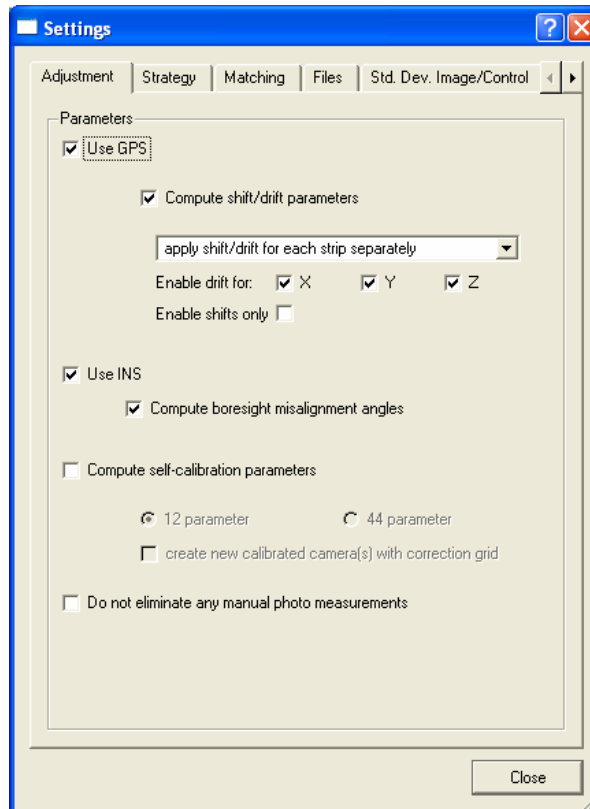 Settings
Adjustment Strategy Matching Files Std. Dev. Image/Control
Parameters
Use GPS
Compute shift/drift parameters
apply shift/drift for each strip separately
Enable drift for: X Y Z
Enable shifts only
Use INS
Compute boresight misalignment angles
Compute self-calibration parameters
12 parameter 44 parameter
create new calibrated camera(s) with correction grid
Do not eliminate any manual photo measurements
Close